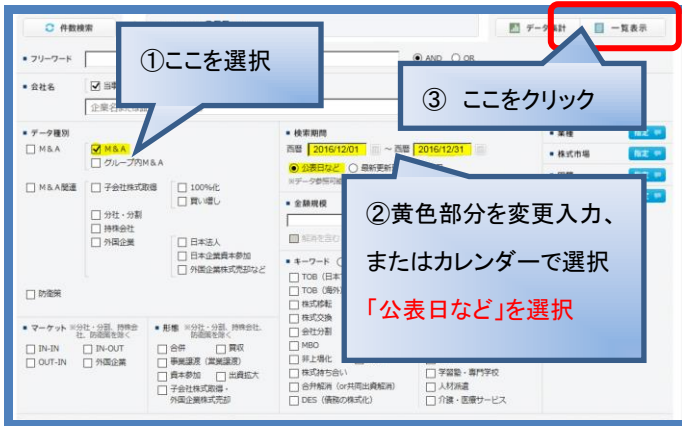 件数検索
データ集計
一覧表示
フリーワード
AND
OR
①ここを選択
③ ここをクリック
会社名
データ種別
M&A
M&A
グループ内M&A
M&A関連
子会社株式取得
100%化
買い増し
分社・分割
持株会社
外国企業
日本法人
日本企業資本参加
外国企業株式売却など
防衛策
マーケット ※分社・分割、持株会社、防衛策を除く
IN-IN
IN-OUT
OUT-IN
外国企業
形態 ※分社・分割、持株会社、防衛策を除く
合併
買収
事業譲渡(営業譲渡)
資本参加
出資拡大
子会社株式取得・
外国企業株式売却
検索期間
西暦 2016/12/01 ~ 西暦 2016/12/31
公表日など
最新更新
金額規模
②黄色部分を変更入力、
またはカレンダーで選択
「公表日など」を選択
キーワード
TOB(日本
TOB(海外
株式移転
株式交換
会社分割
MBO
非上場化
株式持ち合い
合弁解消(or共同出資解消)
DES(債務の株式化)
学習塾・専門学校
人材派遣
介護・医療サービス
業種
指定
株式市場
指定